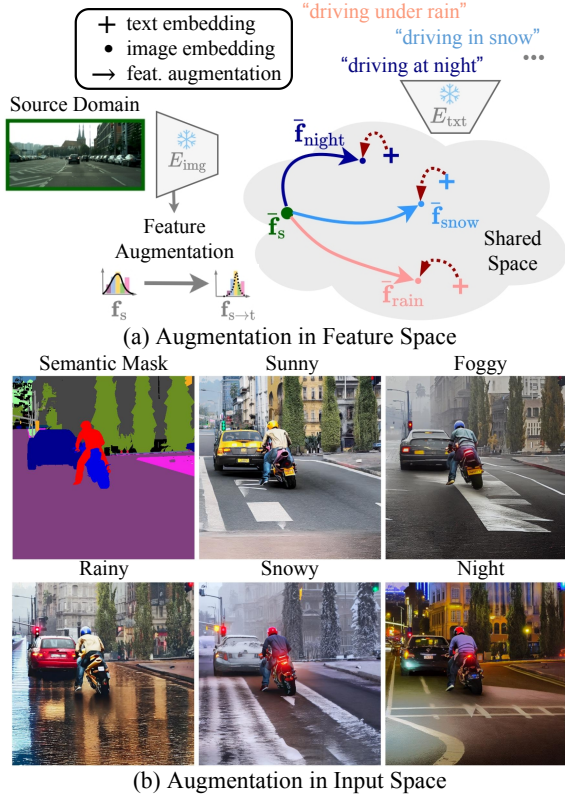 + text embedding
• image embedding
→ feat. augmentation
“driving under rain”
“driving in snow”
“driving at night”
...
Source Domain
E_img
E_txt
Feature
Augmentation
f_s
f_s→t
f̄_night
f̄_s
f̄_snow
f̄_rain
Shared
Space
(a) Augmentation in Feature Space
Semantic Mask
Sunny
Foggy
Rainy
Snowy
Night
(b) Augmentation in Input Space